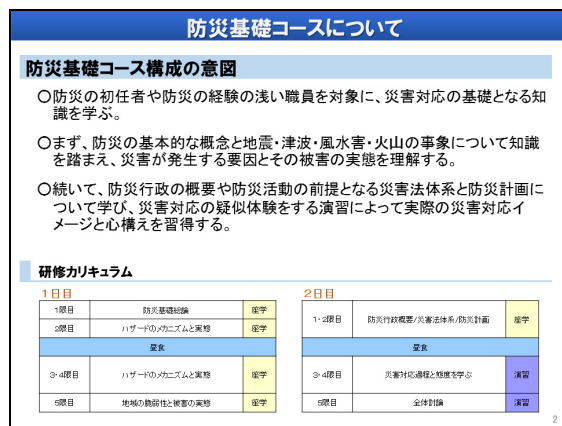 防災基礎コースについて
防災基礎コース構成の意図
○防災の初任者や防災の経験の浅い職員を対象に、災害対応の基礎となる知
識を学ぶ。
○まず、防災の基本的な概念と地震・津波・風水害・火山の事象について知識
を踏まえ、災害が発生する要因とその被害の実態を理解する。
○続いて、防災行政の概要や防災活動の前提となる災害法体系と防災計画に
ついて学び、災害対応の疑似体験をする演習によって実際の災害対応イ
メージと心構えを習得する。
研修カリキュラム
1日目
1限目 防災基礎総論 座学
2限目 ハザードのメカニズムと実態 座学
昼食
3・4限目 ハザードのメカニズムと実態 座学
5限目 地域の脆弱性と被害の実態 座学
2日目
1・2限目 防災行政概要/災害法体系/防災計画 座学
昼食
3・4限目 災害対応過程と態度を学ぶ 演習
5限目 全体討論 演習
2